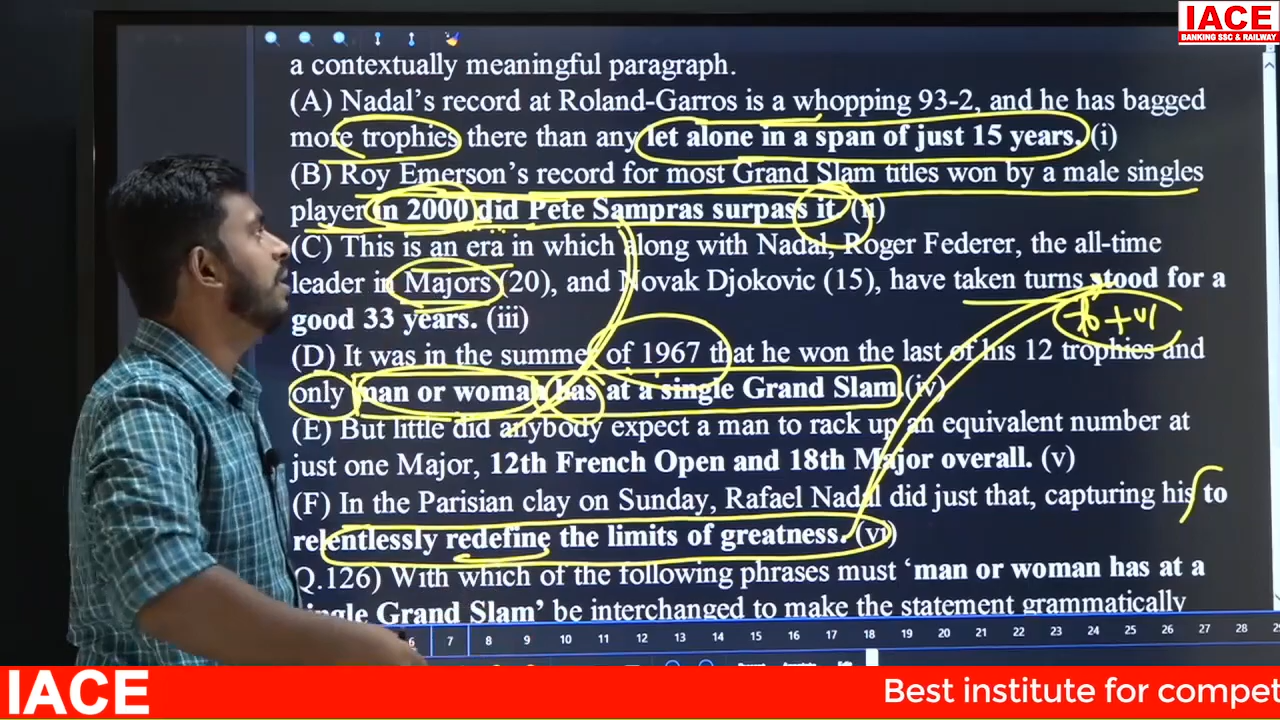 IACE
BANKING SSC & RAILWAY
a contextually meaningful paragraph.
(A) Nadal's record at Roland-Garros is a whopping 93-2, and he has bagged
more trophies there than any let alone in a span of just 15 years. (i)
(B) Roy Emerson's record for most Grand Slam titles won by a male singles
player in 2000 did Pete Sampras surpass it. (ii)
(C) This is an era in which along with Nadal, Roger Federer, the all-time
leader in Majors (20), and Novak Djokovic (15), have taken turns stood for a
good 33 years. (iii)
(D) It was in the summer of 1967 that he won the last of his 12 trophies and
only man or woman has at a single Grand Slam. (iv)
(E) But little did anybody expect a man to rack up an equivalent number at
just one Major, 12th French Open and 18th Major overall. (v)
(F) In the Parisian clay on Sunday, Rafael Nadal did just that, capturing his to
relentlessly redefine the limits of greatness. (vi)
Q.126) With which of the following phrases must 'man or woman has at a
single Grand Slam' be interchanged to make the statement grammatically
6 7 8 9 10 11 12 13 14 15 16 17 18 19 20 21 22 23 24 25 26 27 28
IACE
Best institute for compet